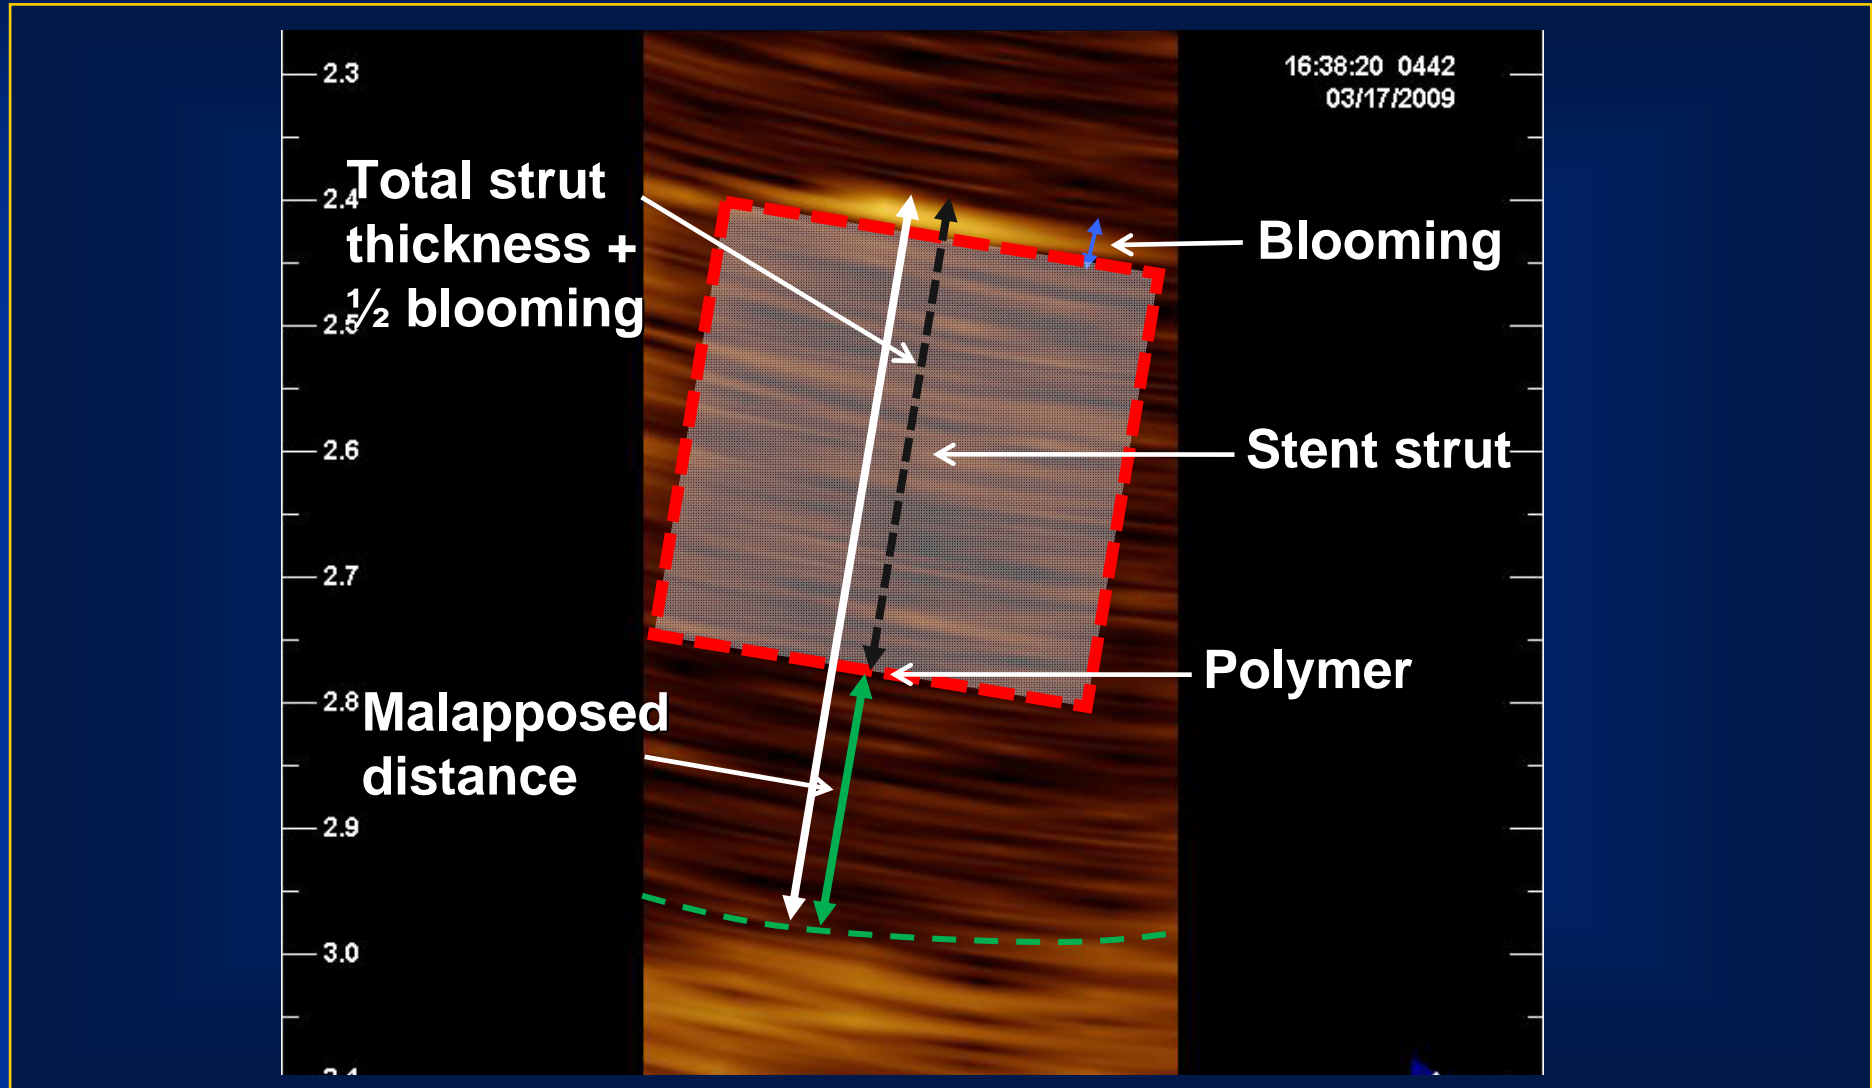 2.3
16:38:20 0442
03/17/2009
Total strut
2.4
thickness +
Blooming
½ blooming
2.5
Stent strut
2.6
2.7
Polymer
2.8
Malapposed
distance
2.9
3.0